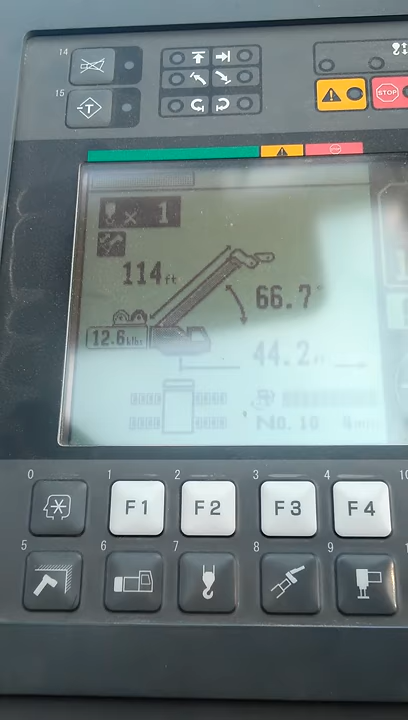 14
15
T
STOP
× 1
114 ft
66.7°
12.6 klbs
44.2
No. 10
0 1 2 3 4 10
F1 F2 F3 F4
5 6 7 8 9